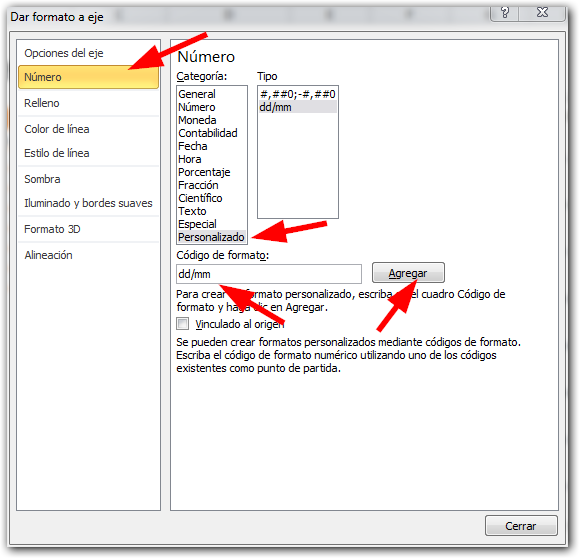 Dar formato a eje
Opciones del eje
Número
Relleno
Color de línea
Estilo de línea
Sombra
Iluminado y bordes suaves
Formato 3D
Alineación
Número
Categoría:
General
Número
Moneda
Contabilidad
Fecha
Hora
Porcentaje
Fracción
Científico
Texto
Especial
Personalizado
Tipo
#,##0;-#,##0
dd/mm
Código de formato:
dd/mm
Agregar
Para crear formato personalizado, escriba el cuadro Código de
formato y haga clic en Agregar.
Vinculado al origen
Se pueden crear formatos personalizados mediante códigos de formato.
Escriba el código de formato numérico utilizando uno de los códigos
existentes como punto de partida.
Cerrar